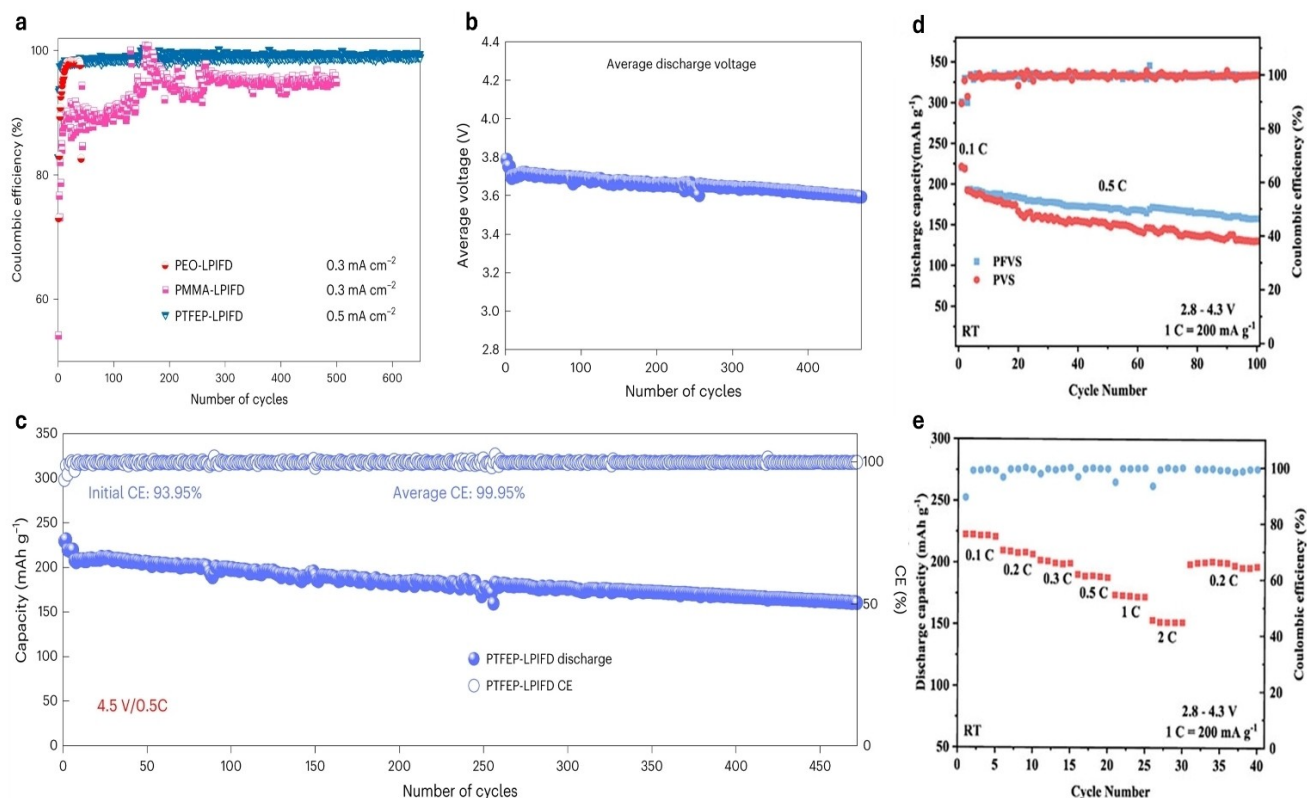 a
Coulombic efficiency (%)
100
80
60
PEO-LPIFD 0.3 mA cm⁻²
PMMA-LPIFD 0.3 mA cm⁻²
PTFEP-LPIFD 0.5 mA cm⁻²
0 100 200 300 400 500 600
Number of cycles
b
Average voltage (V)
4.4
4.2
4.0
3.8
3.6
3.4
3.2
3.0
2.8
Average discharge voltage
0 100 200 300 400
Number of cycles
d
Discharge capacity(mAh g⁻¹)
350
300
250
200
150
100
50
0.1 C
0.5 C
PFVS
PVS
2.8 - 4.3 V
RT
1 C = 200 mA g⁻¹
100
80
60
40
20
0
Coulombic efficiency (%)
0 20 40 60 80 100
Cycle Number
c
Capacity (mAh g⁻¹)
350
300
250
200
150
100
50
0
Initial CE: 93.95% Average CE: 99.95%
PTFEP-LPIFD discharge
PTFEP-LPIFD CE
4.5 V/0.5C
100
50
0
CE (%)
0 50 100 150 200 250 300 350 400 450
Number of cycles
e
Discharge capacity (mAh g⁻¹)
300
250
200
150
100
50
0.1 C
0.2 C
0.3 C
0.5 C
1 C
2 C
0.2 C
2.8 - 4.3 V
RT
1 C = 200 mA g⁻¹
100
80
60
40
20
0
Coulombic efficiency (%)
0 5 10 15 20 25 30 35 40
Cycle Number